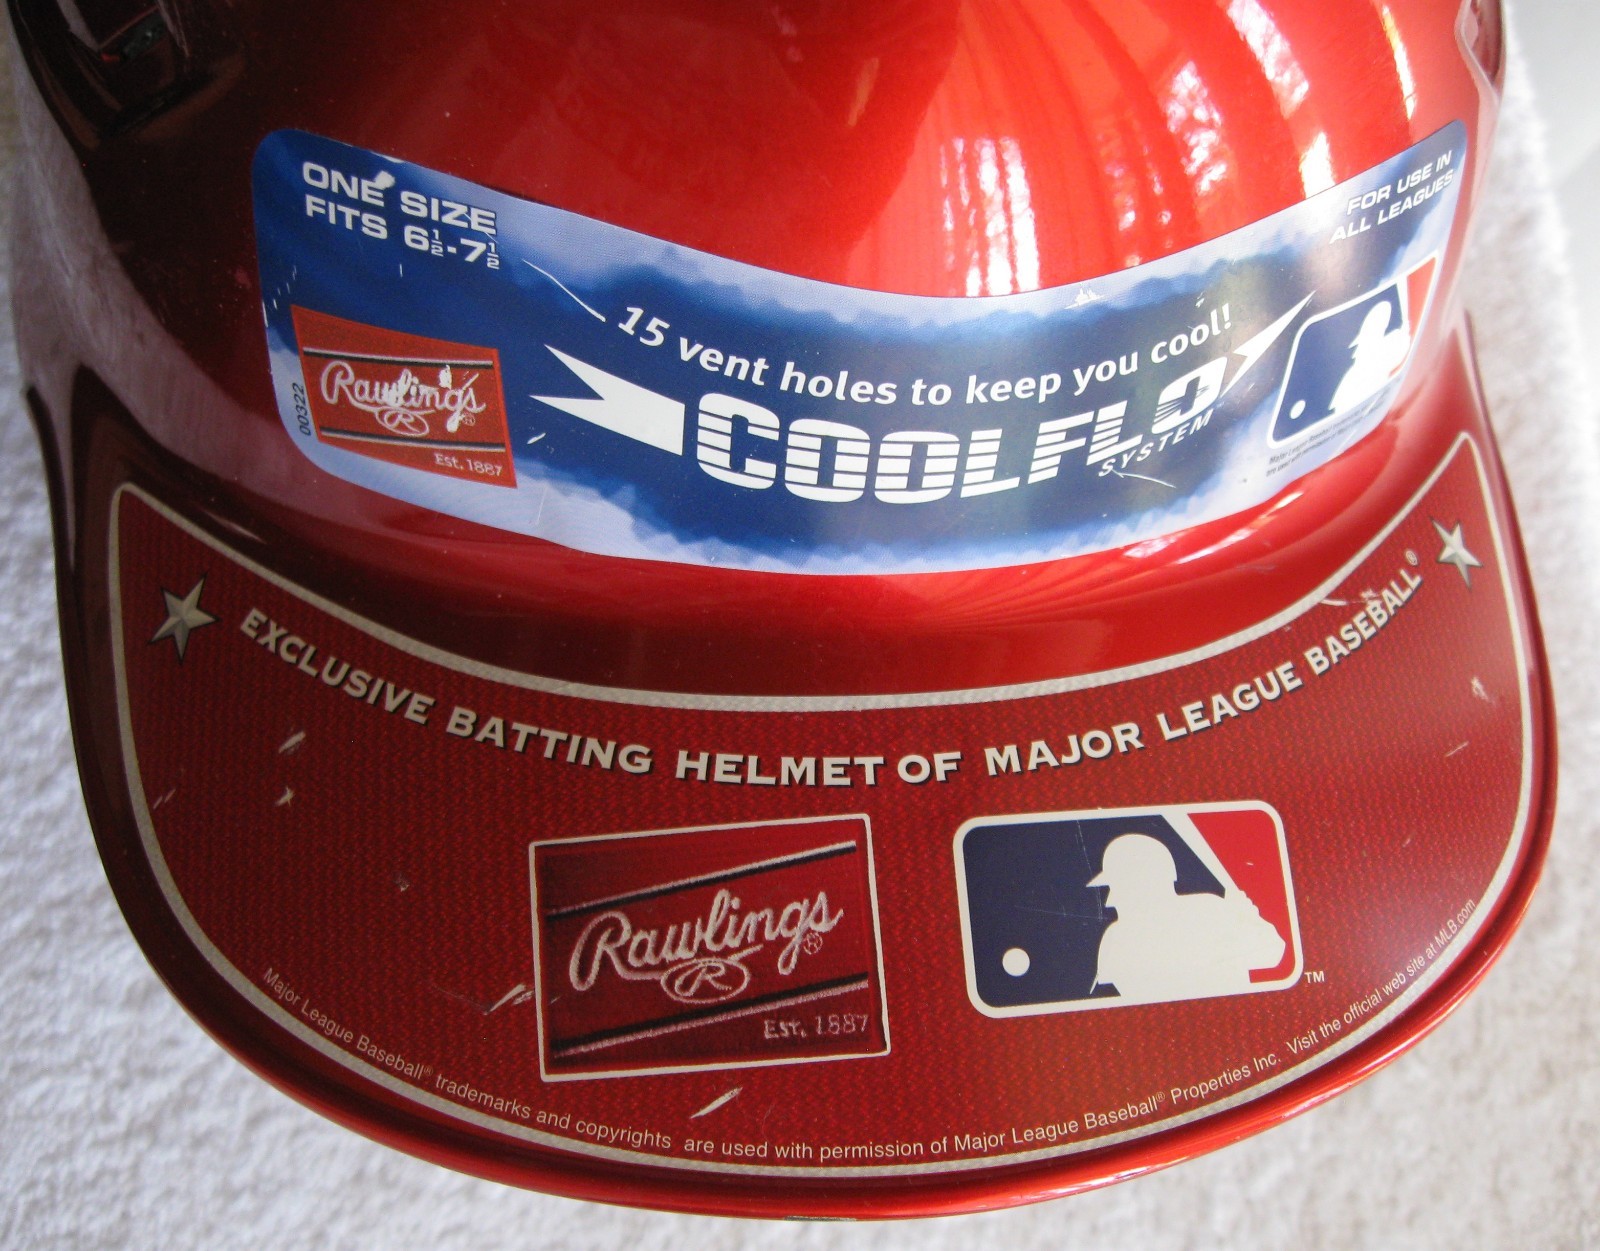 ONE SIZE
FITS 6½-7½
FOR USE IN
ALL LEAGUES
15 vent holes to keep you cool!
COOLFLO
SYSTEM™
Rawlings®
R
Est. 1887
00322
EXCLUSIVE BATTING HELMET OF MAJOR LEAGUE BASEBALL®
Rawlings®
R
Est. 1887
TM
Major League Baseball® trademarks and copyrights are used with permission of Major League Baseball® Properties Inc. Visit the official web site at MLB.com